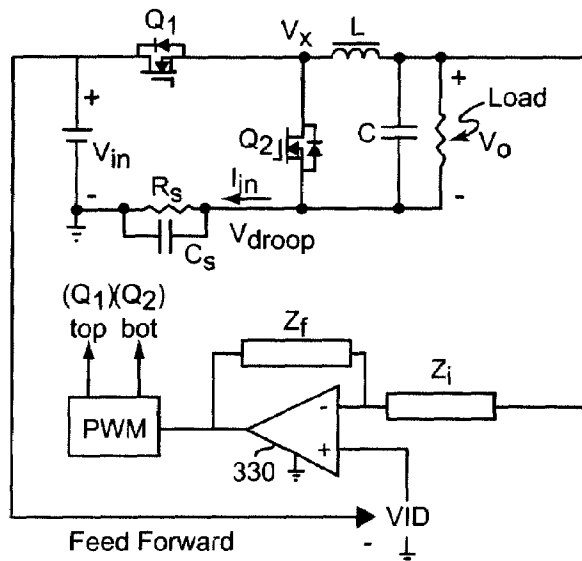 Q1
Vx
L
+
Vin
-
Q2
C
+
Load
Vo
-
Rs
Iin
Vdroop
Cs
(Q1)(Q2)
top bot
Zf
Zi
PWM
-
+
330
VID
Feed Forward
-